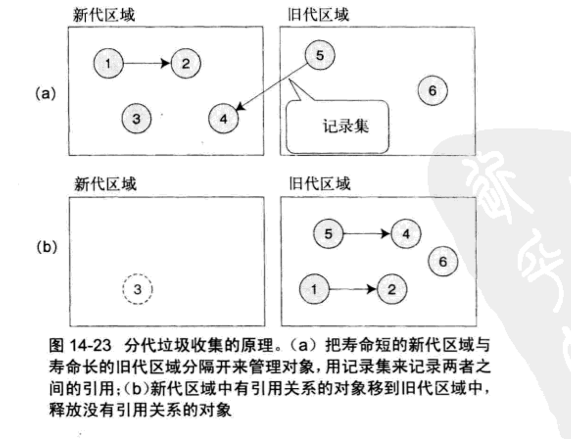 新代区域 旧代区域
(a)
1 2 5
6
3 4
记录集
新代区域 旧代区域
(b)
5 4
6
3 1 2
图 14-23 分代垃圾收集的原理。(a) 把寿命短的新代区域与
寿命长的旧代区域分隔开来管理对象,用记录集来记录两者之
间的引用;(b)新代区域中有引用关系的对象移到旧代区域中,
释放没有引用关系的对象